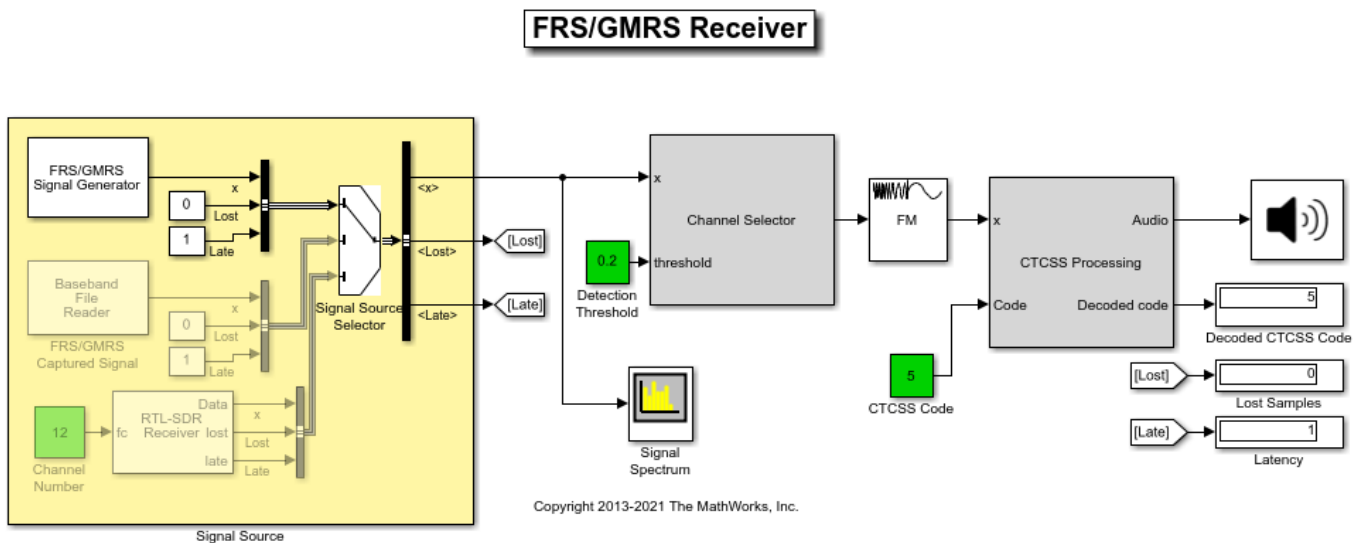 FRS/GMRS Receiver
FRS/GMRS
Signal Generator
x
0
Lost
1
Late
Baseband
File
Reader
FRS/GMRS
Captured Signal
x
0
Lost
1
Late
12
Channel
Number
fc
RTL-SDR
Receiver
Data
lost
late
x
Lost
Late
Signal Source
Selector
<x>
<Lost>
<Late>
[Lost]
[Late]
Signal Source
0.2
Detection
Threshold
x
threshold
Channel Selector
Signal
Spectrum
FM
5
CTCSS Code
x
Code
CTCSS Processing
Audio
Decoded code
5
Decoded CTCSS Code
[Lost]
0
Lost Samples
[Late]
1
Latency
Copyright 2013-2021 The MathWorks, Inc.